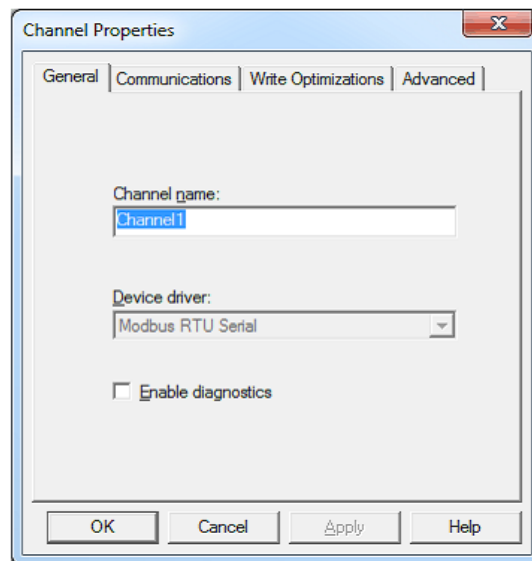 Channel Properties
General Communications Write Optimizations Advanced
Channel name:
Channel1
Device driver:
Modbus RTU Serial
Enable diagnostics
OK Cancel Apply Help